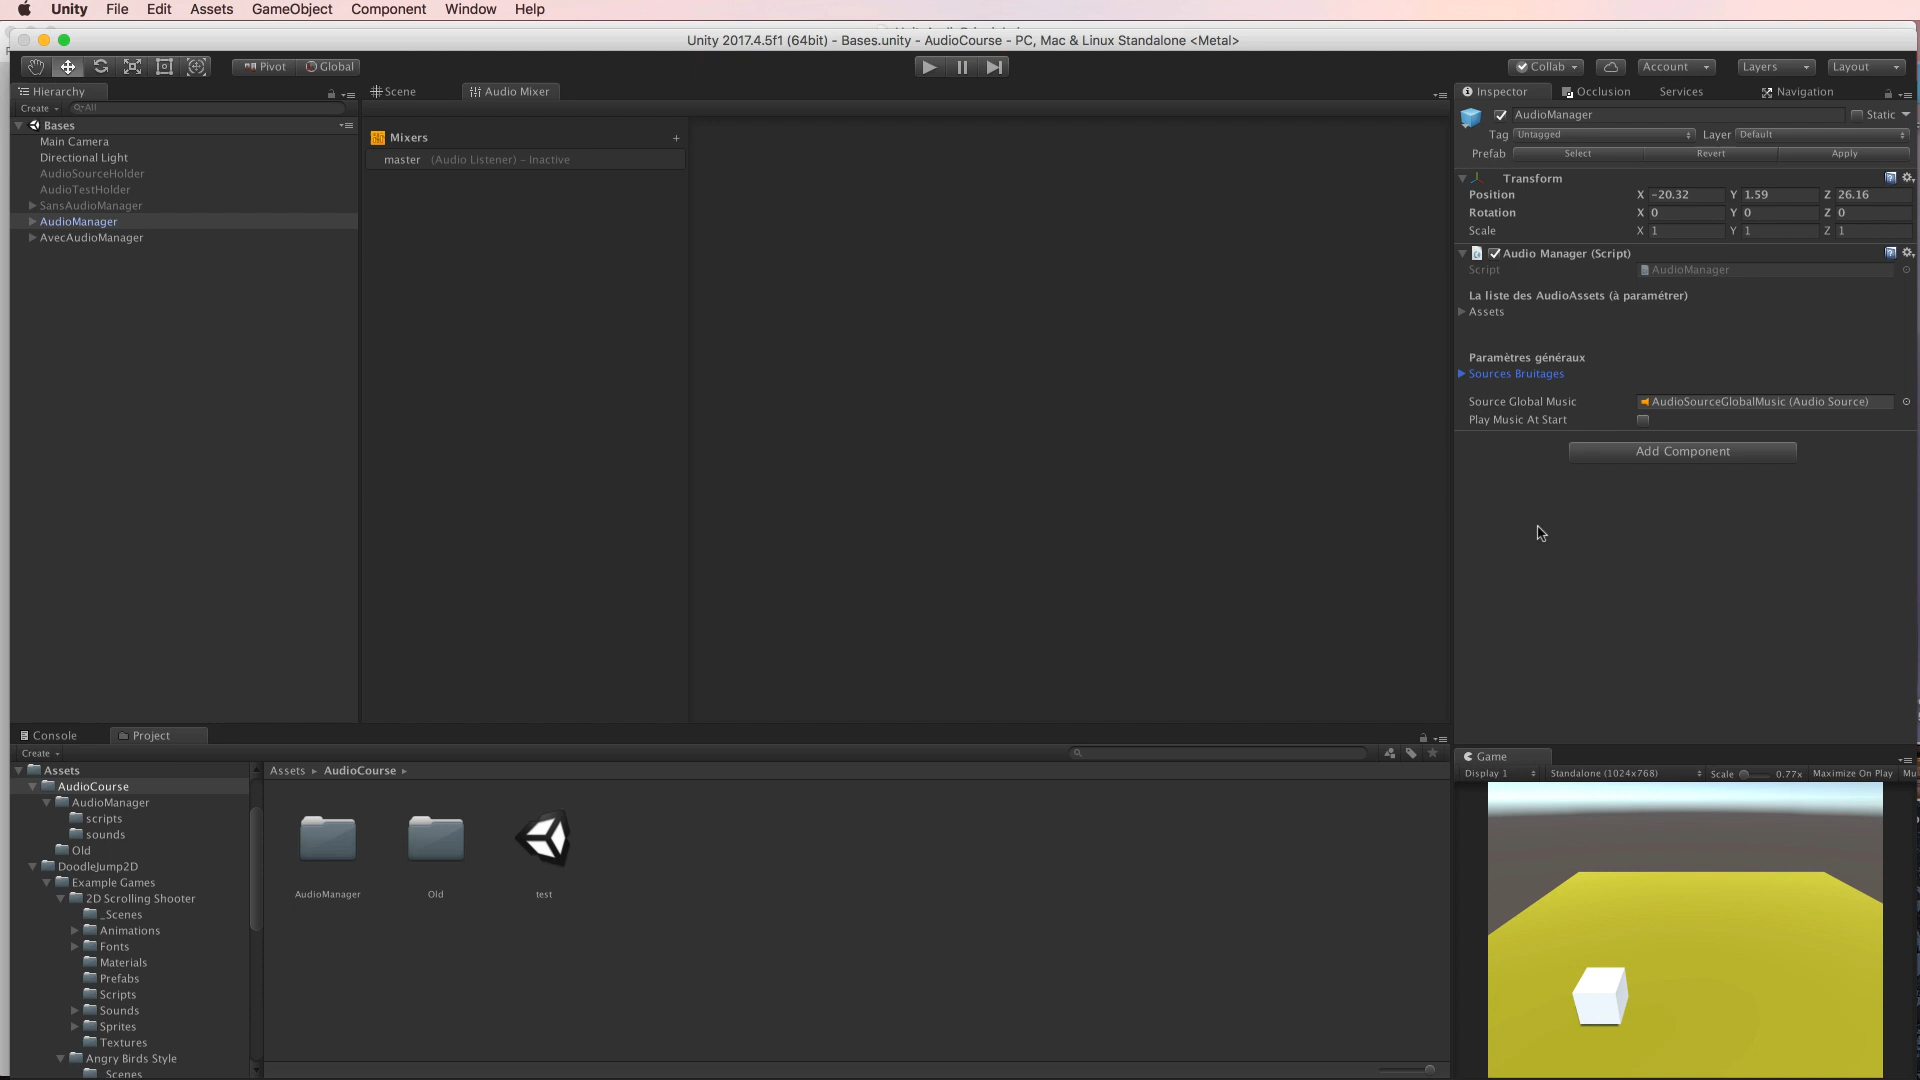 Unity File Edit Assets GameObject Component Window Help
Unity 2017.4.5f1 (64bit) - Bases.unity - AudioCourse - PC, Mac & Linux Standalone <Metal>
Pivot Global Collab Account Layers Layout
Hierarchy Scene Audio Mixer Inspector Occlusion Services Navigation
Create All
Bases
Main Camera
Directional Light
AudioSourceHolder
AudioTestHolder
SansAudioManager
AudioManager
AvecAudioManager
Mixers +
master (Audio Listener) – Inactive
AudioManager Static
Tag Untagged Layer Default
Prefab Select Revert Apply
Transform
Position X -20.32 Y 1.59 Z 26.16
Rotation X 0 Y 0 Z 0
Scale X 1 Y 1 Z 1
Audio Manager (Script)
Script AudioManager
La liste des AudioAssets (à paramétrer)
Assets
Paramètres généraux
Sources Bruitages
Source Global Music AudioSourceGlobalMusic (Audio Source)
Play Music At Start
Add Component
Console Project
Create
Assets
AudioCourse
AudioManager
scripts
sounds
Old
DoodleJump2D
Example Games
2D Scrolling Shooter
_Scenes
Animations
Fonts
Materials
Prefabs
Scripts
Sounds
Sprites
Textures
Angry Birds Style
_Scenes
Assets ▸ AudioCourse ▸
AudioManager Old test
Game
Display 1 Standalone (1024x768) Scale 0.77x Maximize On Play Mu